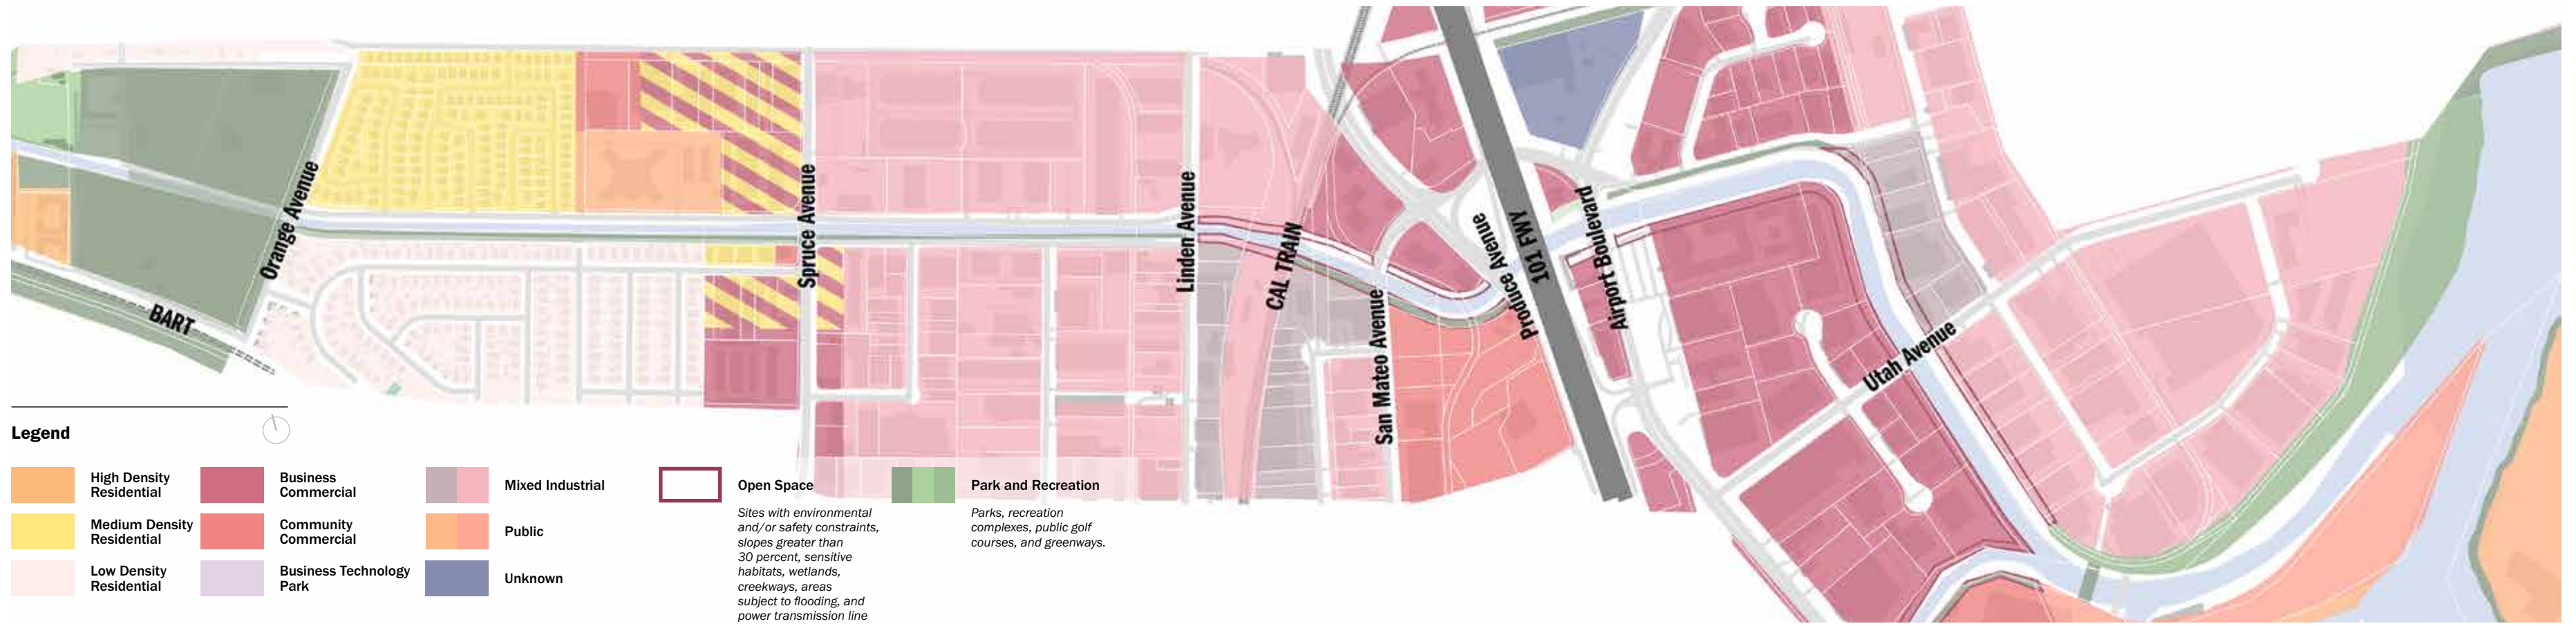 Orange Avenue
BART
Spruce Avenue
Linden Avenue
CAL TRAIN
San Mateo Avenue
Produce Avenue
101 FWY
Airport Boulevard
Utah Avenue
Legend
High Density
Residential
Medium Density
Residential
Low Density
Residential
Business
Commercial
Community
Commercial
Business Technology
Park
Mixed Industrial
Public
Unknown
Open Space
Sites with environmental
and/or safety constraints,
slopes greater than
30 percent, sensitive
habitats, wetlands,
creekways, areas
subject to flooding, and
power transmission line
Park and Recreation
Parks, recreation
complexes, public golf
courses, and greenways.